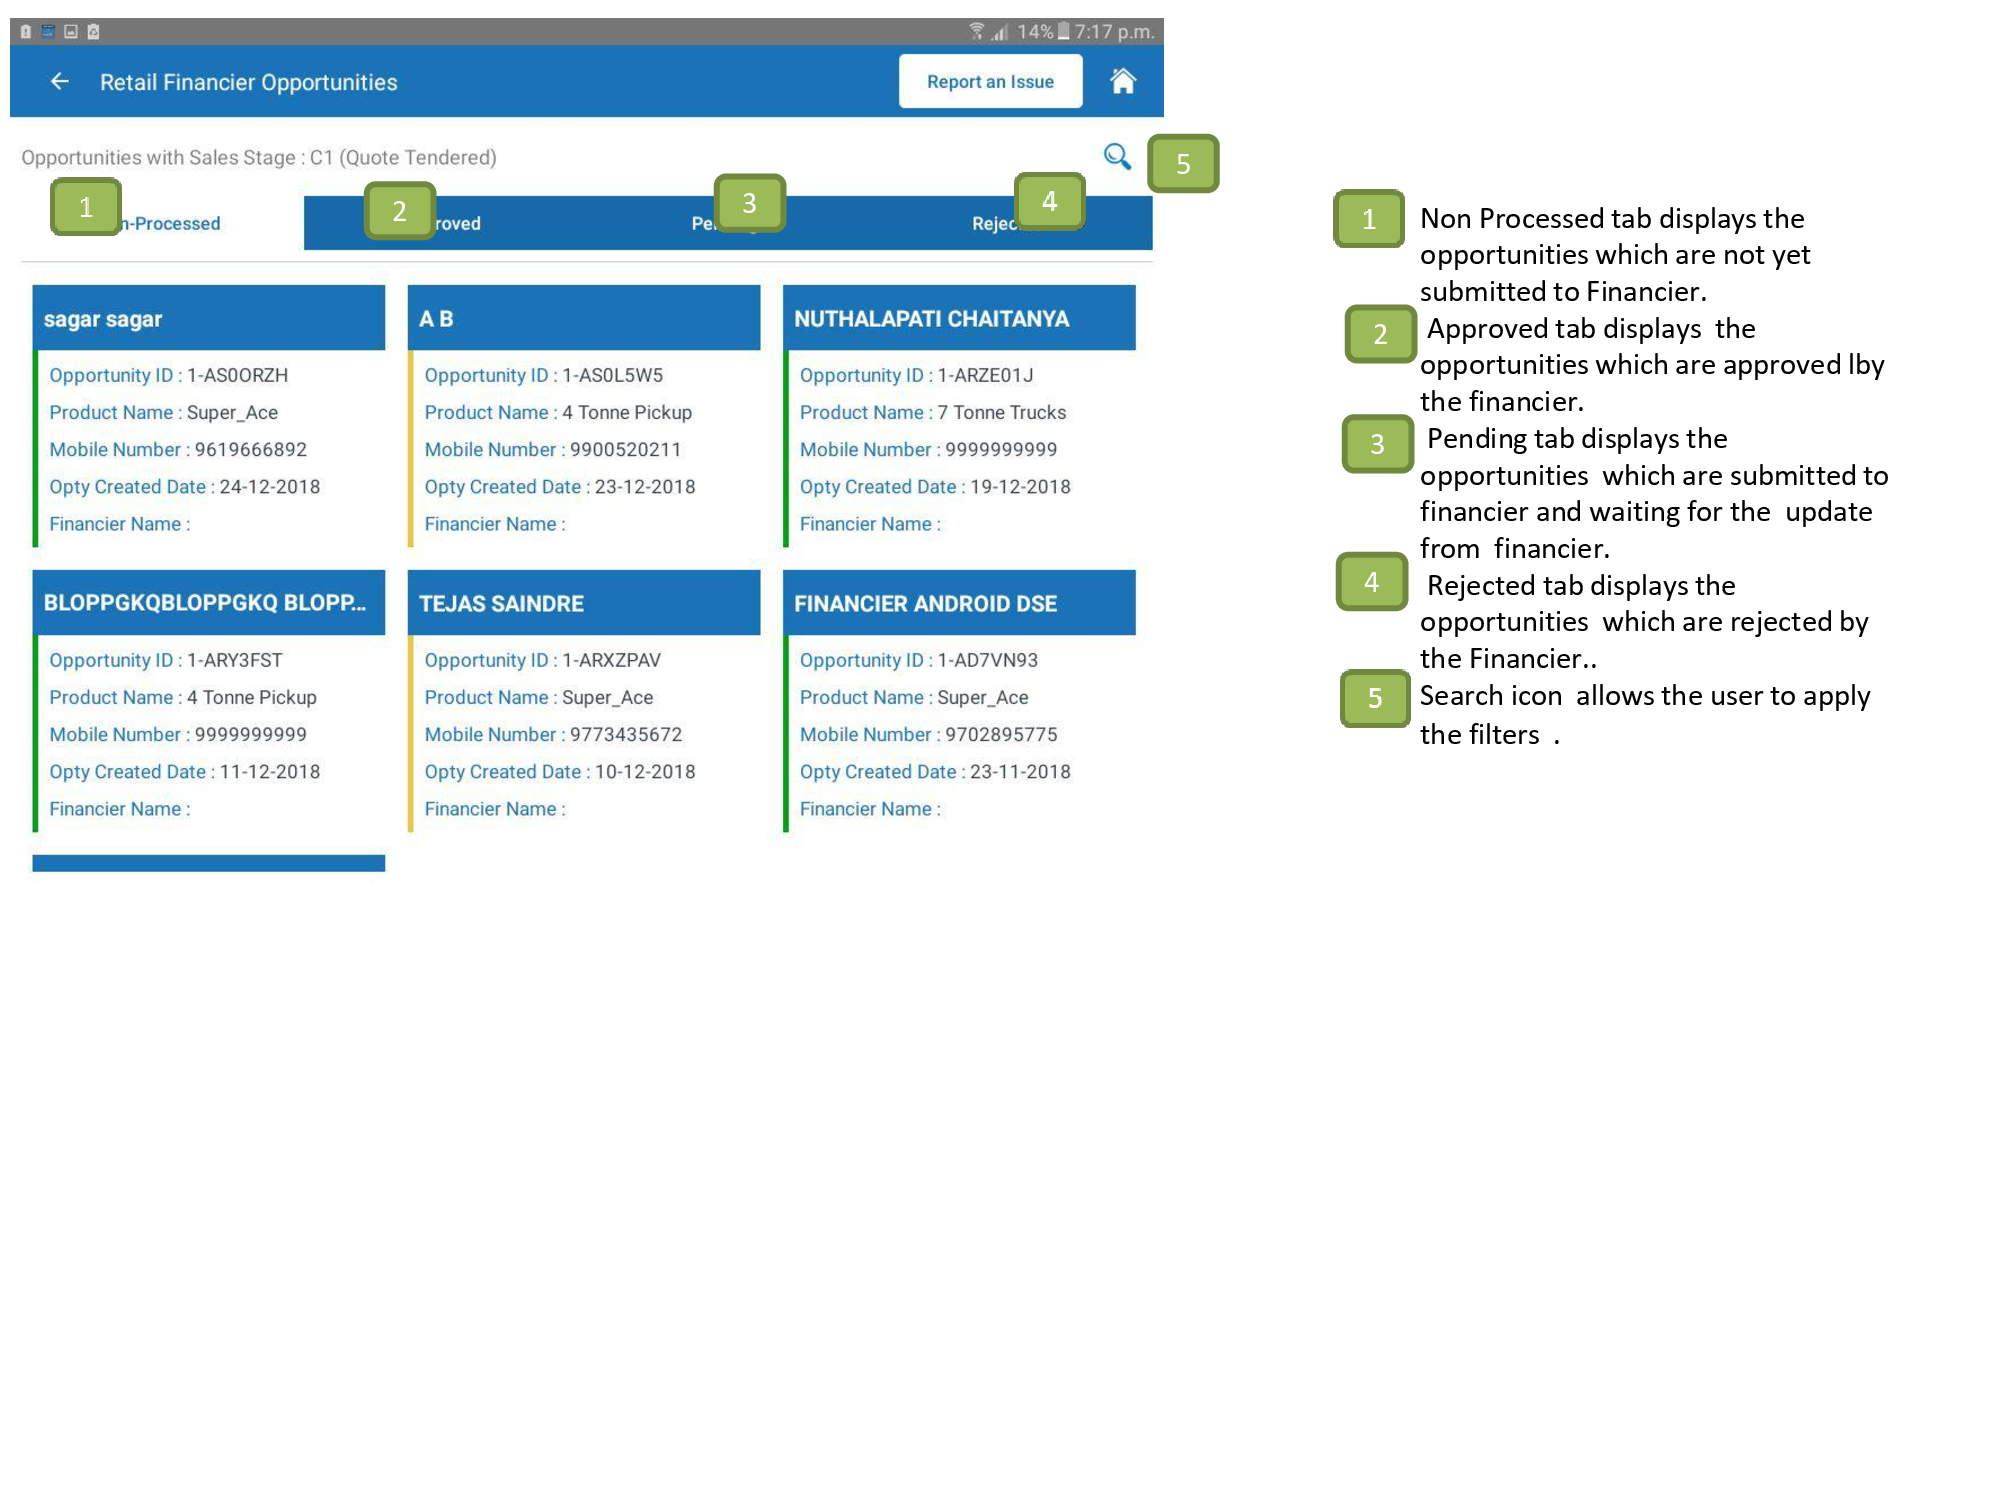 14% 7:17 p.m.
Retail Financier Opportunities
Report an Issue
Opportunities with Sales Stage : C1 (Quote Tendered)
5
1 2 3 4
n-Processed roved Pe Rejec
sagar sagar
Opportunity ID : 1-AS0ORZH
Product Name : Super_Ace
Mobile Number : 9619666892
Opty Created Date : 24-12-2018
Financier Name :
A B
Opportunity ID : 1-AS0L5W5
Product Name : 4 Tonne Pickup
Mobile Number : 9900520211
Opty Created Date : 23-12-2018
Financier Name :
NUTHALAPATI CHAITANYA
Opportunity ID : 1-ARZE01J
Product Name : 7 Tonne Trucks
Mobile Number : 9999999999
Opty Created Date : 19-12-2018
Financier Name :
BLOPPGKQBLOPPGKQ BLOPP...
Opportunity ID : 1-ARY3FST
Product Name : 4 Tonne Pickup
Mobile Number : 9999999999
Opty Created Date : 11-12-2018
Financier Name :
TEJAS SAINDRE
Opportunity ID : 1-ARXZPAV
Product Name : Super_Ace
Mobile Number : 9773435672
Opty Created Date : 10-12-2018
Financier Name :
FINANCIER ANDROID DSE
Opportunity ID : 1-AD7VN93
Product Name : Super_Ace
Mobile Number : 9702895775
Opty Created Date : 23-11-2018
Financier Name :
1 Non Processed tab displays the
opportunities which are not yet
submitted to Financier.
2 Approved tab displays the
opportunities which are approved lby
the financier.
3 Pending tab displays the
opportunities which are submitted to
financier and waiting for the update
from financier.
4 Rejected tab displays the
opportunities which are rejected by
the Financier..
5 Search icon allows the user to apply
the filters .